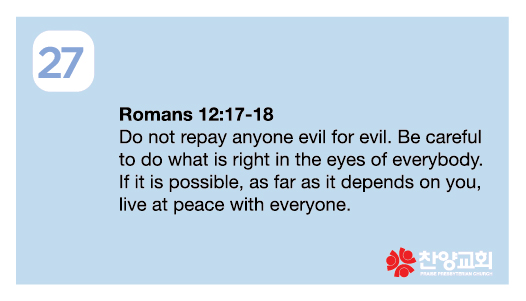 27
Romans 12:17-18
Do not repay anyone evil for evil. Be careful
to do what is right in the eyes of everybody.
If it is possible, as far as it depends on you,
live at peace with everyone.
찬양교회
PRAISE PRESBYTERIAN CHURCH